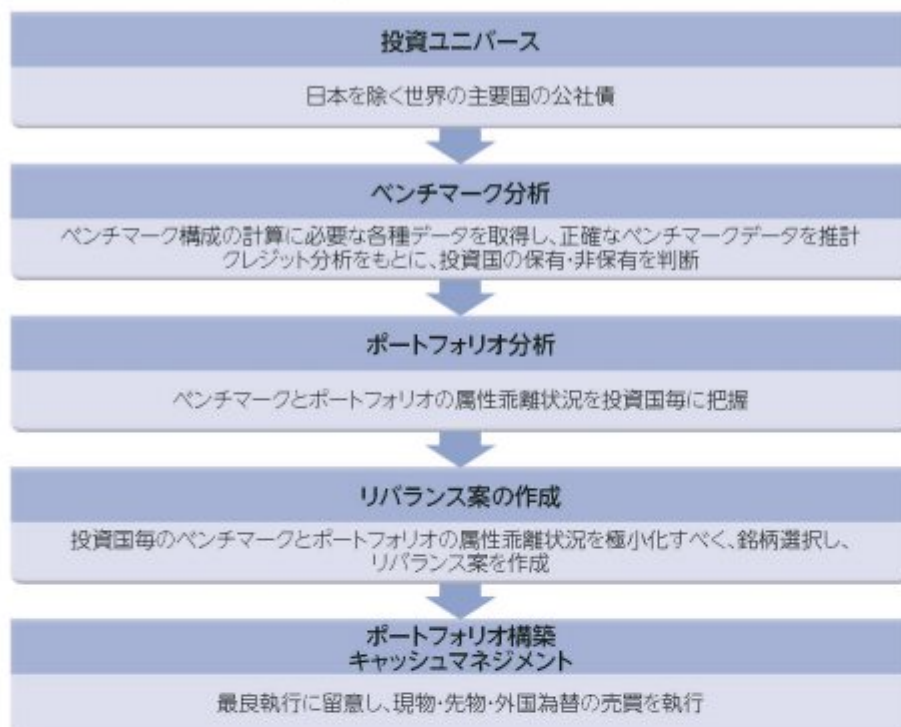 投資ユニバース
日本を除く世界の主要国の公社債
ベンチマーク分析
ベンチマーク構成の計算に必要な各種データを取得し、正確なベンチマークデータを推計
クレジット分析をもとに、投資国の保有・非保有を判断
ポートフォリオ分析
ベンチマークとポートフォリオの属性乖離状況を投資国毎に把握
リバランス案の作成
投資国毎のベンチマークとポートフォリオの属性乖離状況を極小化すべく、銘柄選択し、
リバランス案を作成
ポートフォリオ構築
キャッシュマネジメント
最良執行に留意し、現物・先物・外国為替の売買を執行